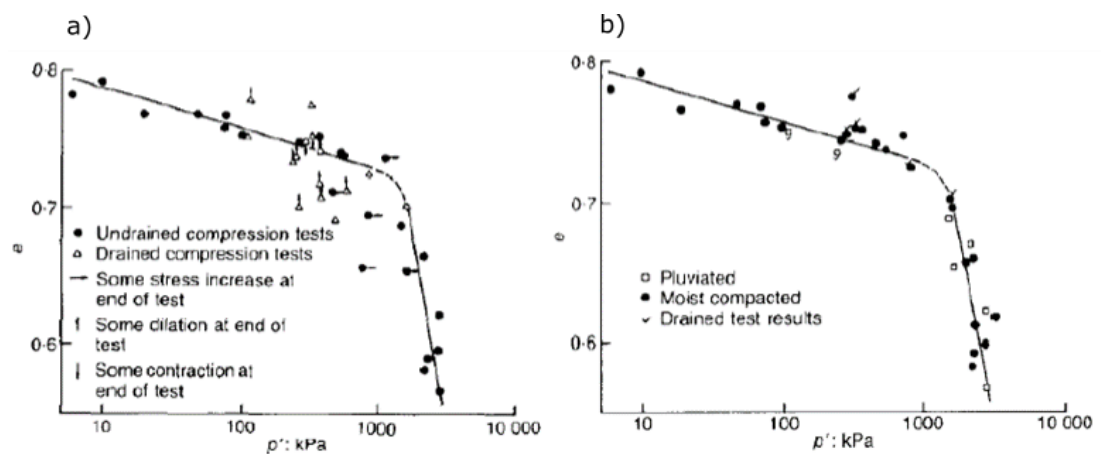 a)
0·8
0·7
0·6
e
● Undrained compression tests
△ Drained compression tests
Some stress increase at
end of test
Some dilation at end of
test
Some contraction at
end of test
10
100
1000
10 000
p′: kPa
b)
0·8
0·7
0·6
e
□ Pluviated
● Moist compacted
✓ Drained test results
10
100
1000
10 000
p′: kPa